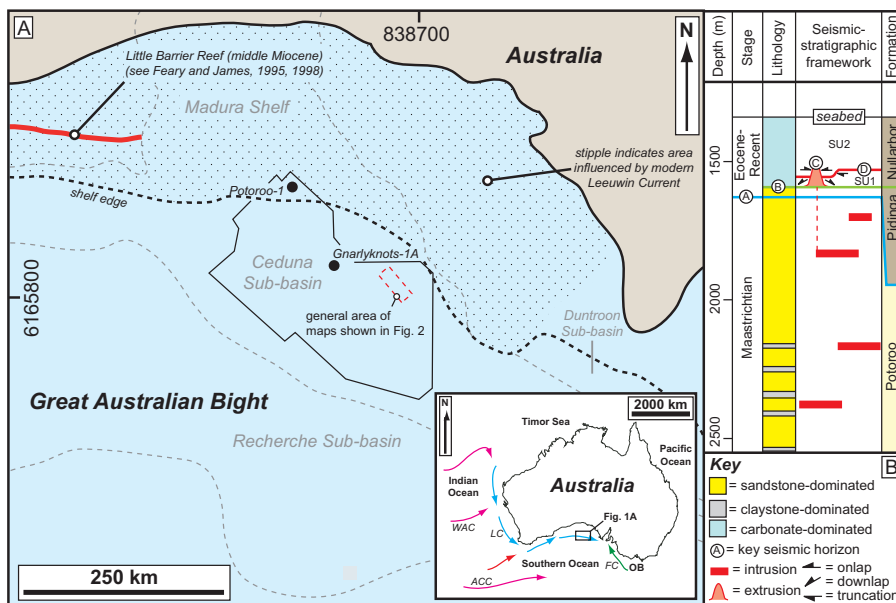 A
838700
Little Barrier Reef (middle Miocene)
(see Feary and James, 1995, 1998)
Australia
N
Madura Shelf
stipple indicates area
influenced by modern
Leeuwin Current
shelf edge
Potoroo-1
Gnarlyknots-1A
Ceduna
Sub-basin
6165800
general area of
maps shown in Fig. 2
Duntroon
Sub-basin
Great Australian Bight
Recherche Sub-basin
250 km
N
2000 km
Timor Sea
Pacific
Ocean
Indian
Ocean
Australia
Fig. 1A
WAC
LC
Southern Ocean
FC
OB
ACC
Depth (m)
Stage
Lithology
Seismic-
stratigraphic
framework
Formation
seabed
SU2
1500
Eocene-
Recent
C
D
SU1
Nullarbor
B
A
Pidinga
2000
Maastrichtian
Potoroo
2500
B
Key
= sandstone-dominated
= claystone-dominated
= carbonate-dominated
A = key seismic horizon
= intrusion
= onlap
= downlap
= extrusion
= truncation